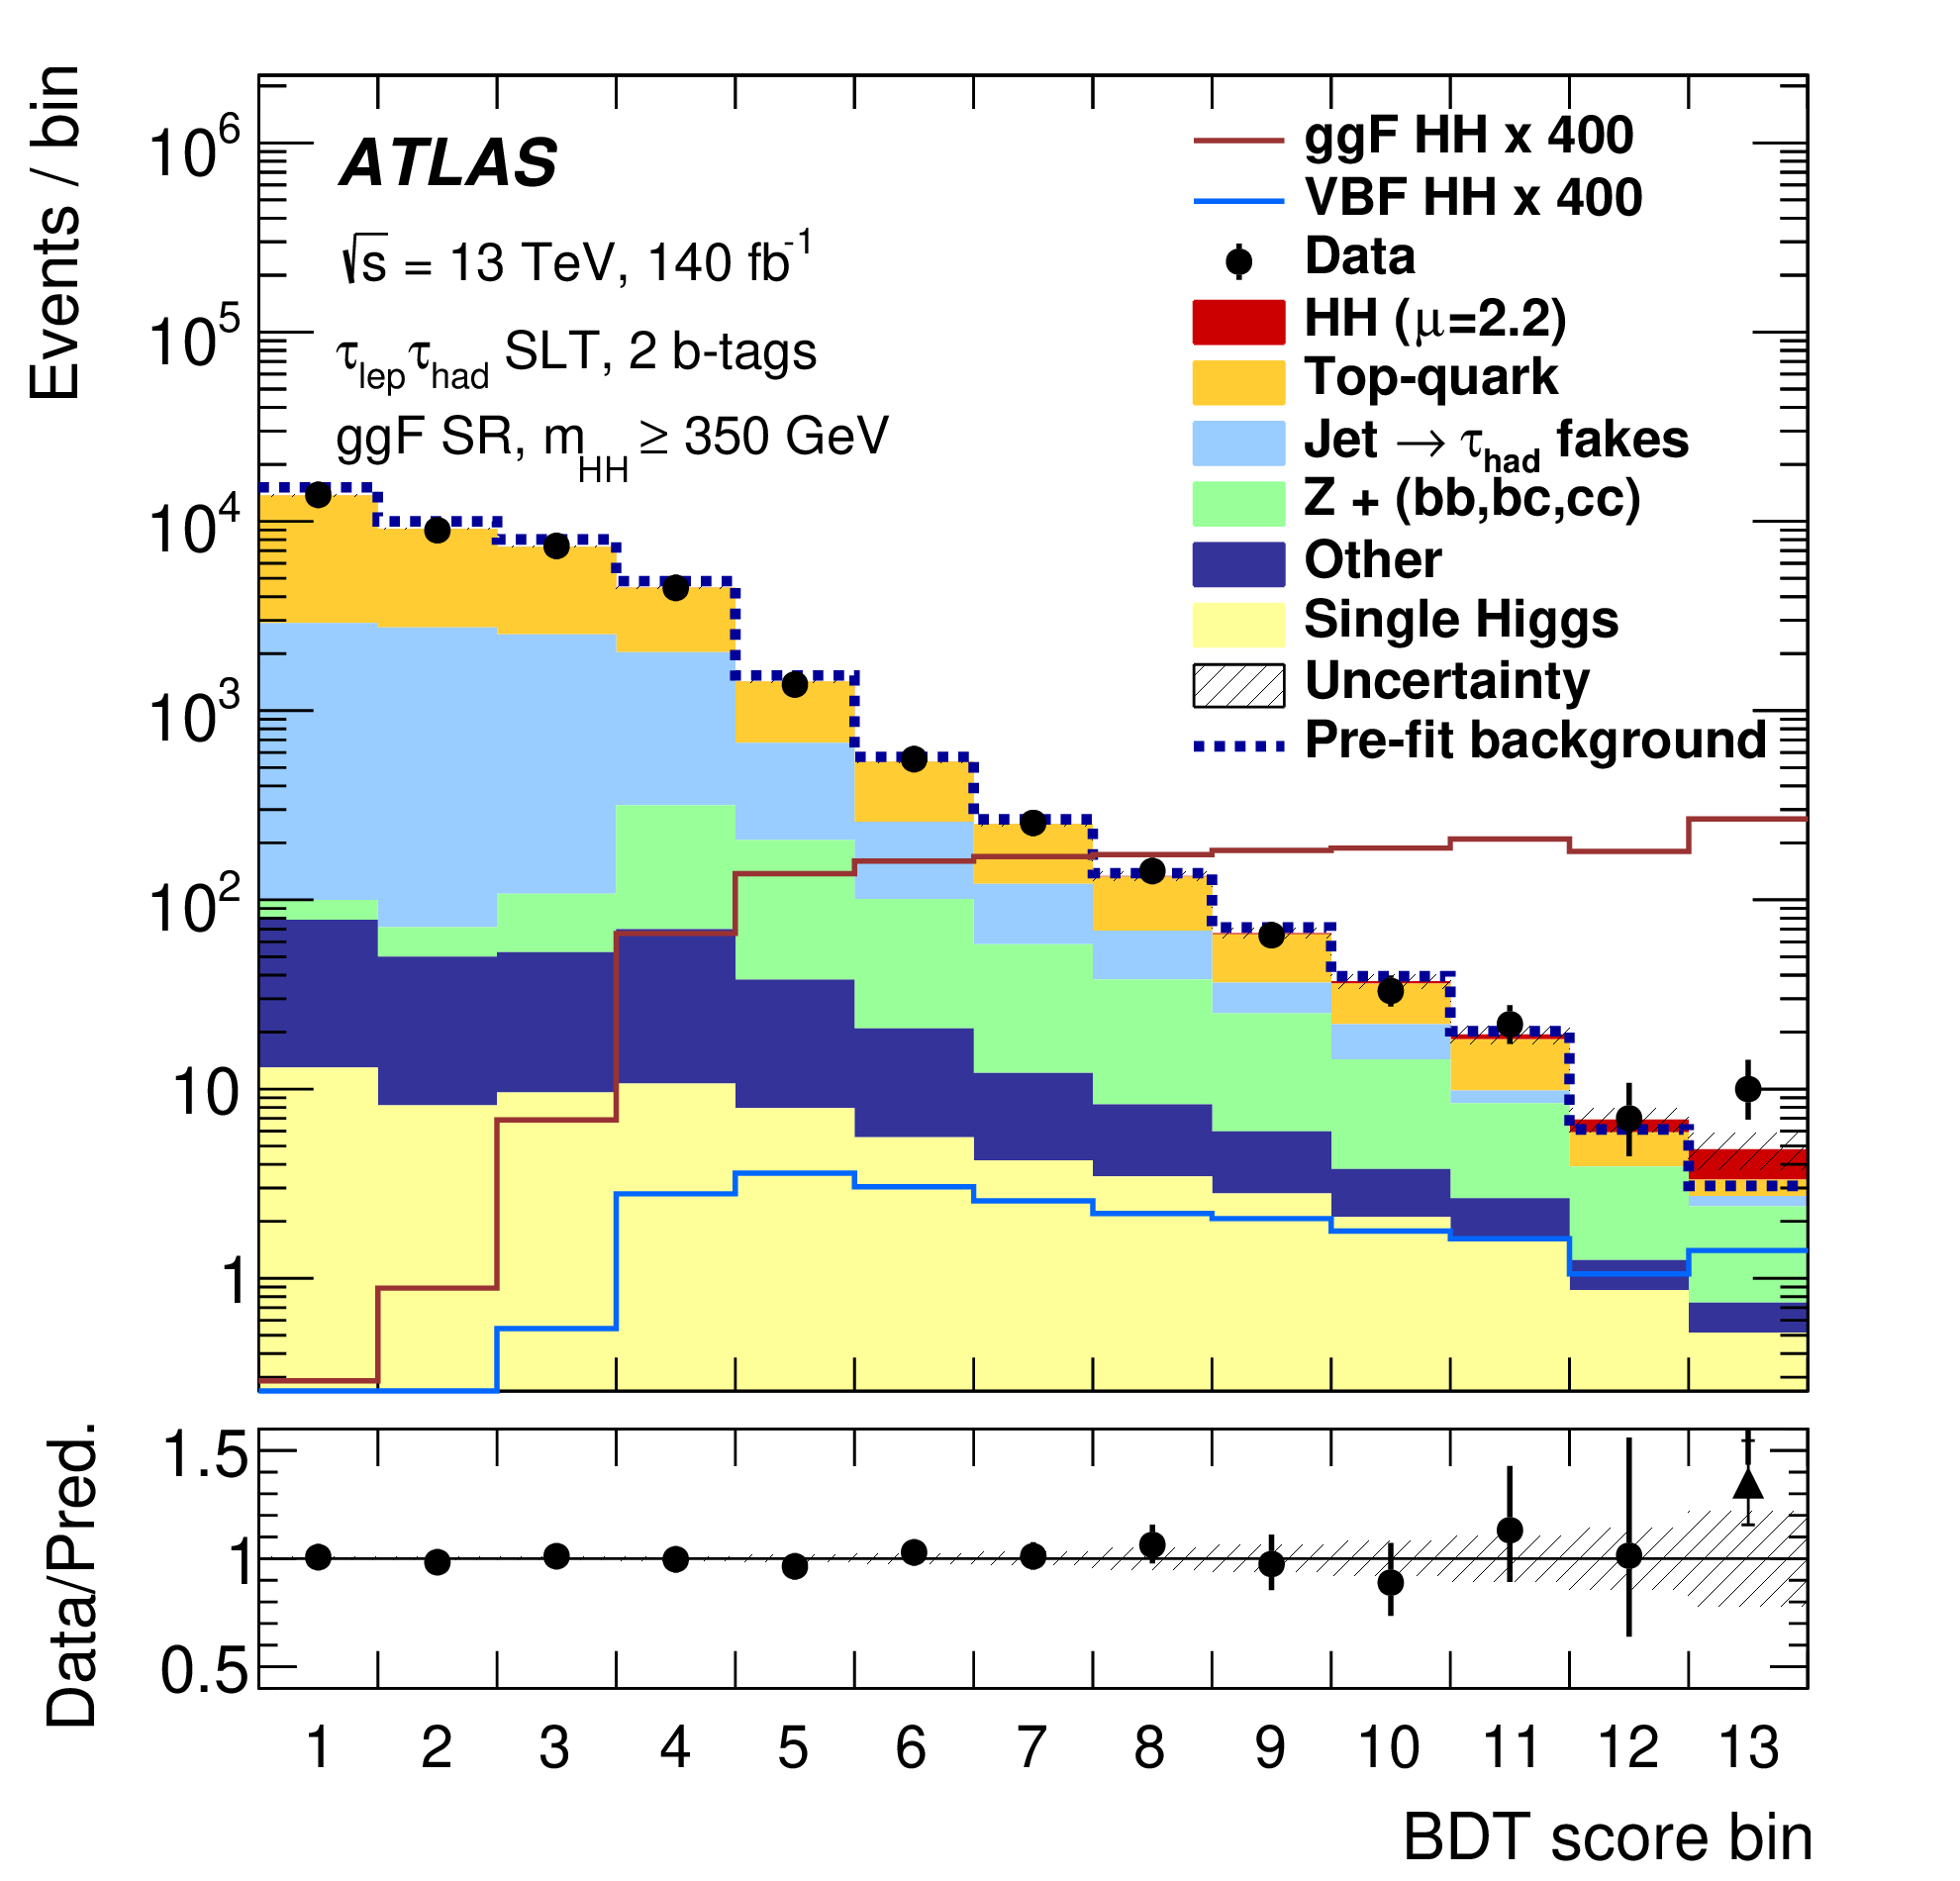 Events / bin
10⁶
10⁵
10⁴
10³
10²
10
1
ATLAS
√s = 13 TeV, 140 fb⁻¹
τlep τhad SLT, 2 b-tags
ggF SR, mHH ≥ 350 GeV
ggF HH x 400
VBF HH x 400
Data
HH (μ=2.2)
Top-quark
Jet → τhad fakes
Z + (bb,bc,cc)
Other
Single Higgs
Uncertainty
Pre-fit background
Data/Pred.
1.5
1
0.5
1 2 3 4 5 6 7 8 9 10 11 12 13
BDT score bin